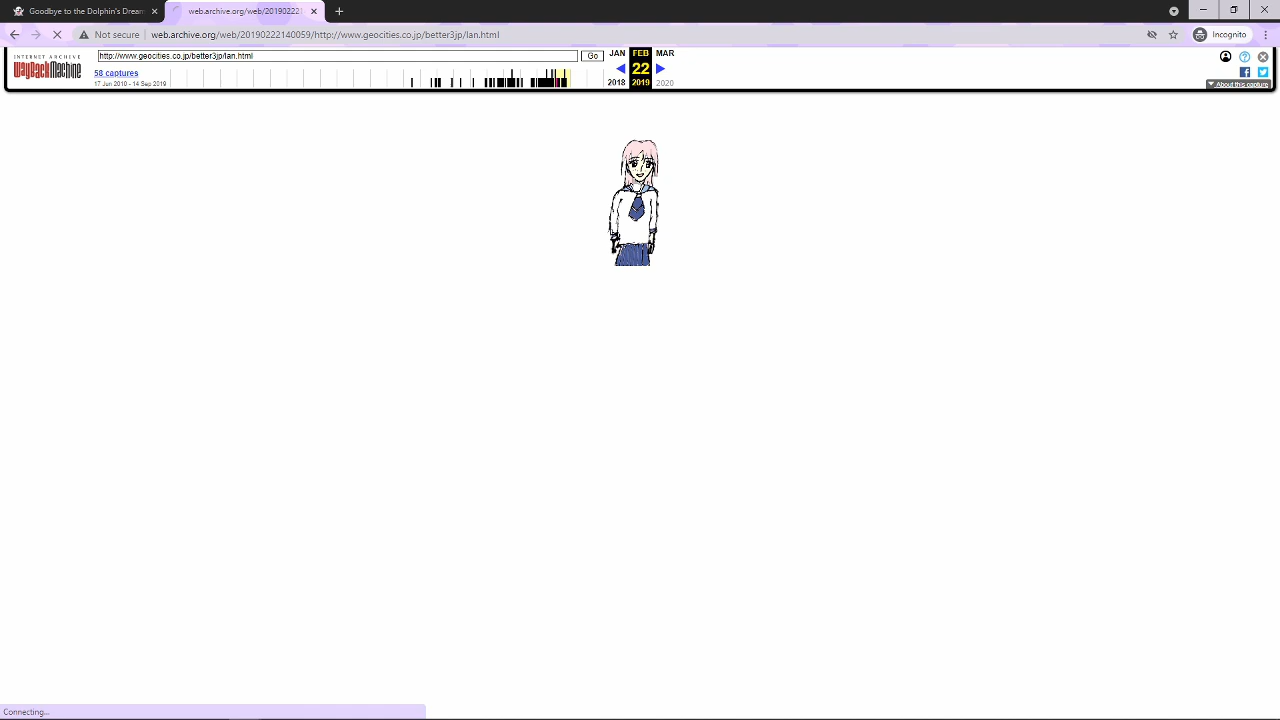 Goodbye to the Dolphin's Dream
web.archive.org/web/2019022214
Not secure
web.archive.org/web/20190222140059/http://www.geocities.co.jp/better3jp/lan.html
Incognito
INTERNET ARCHIVE
WayBackMachine
http://www.geocities.co.jp/better3jp/lan.html
Go
JAN FEB MAR
58 captures
22
17 Jun 2010 - 14 Sep 2019
2018 2019 2020
About this capture
Connecting...